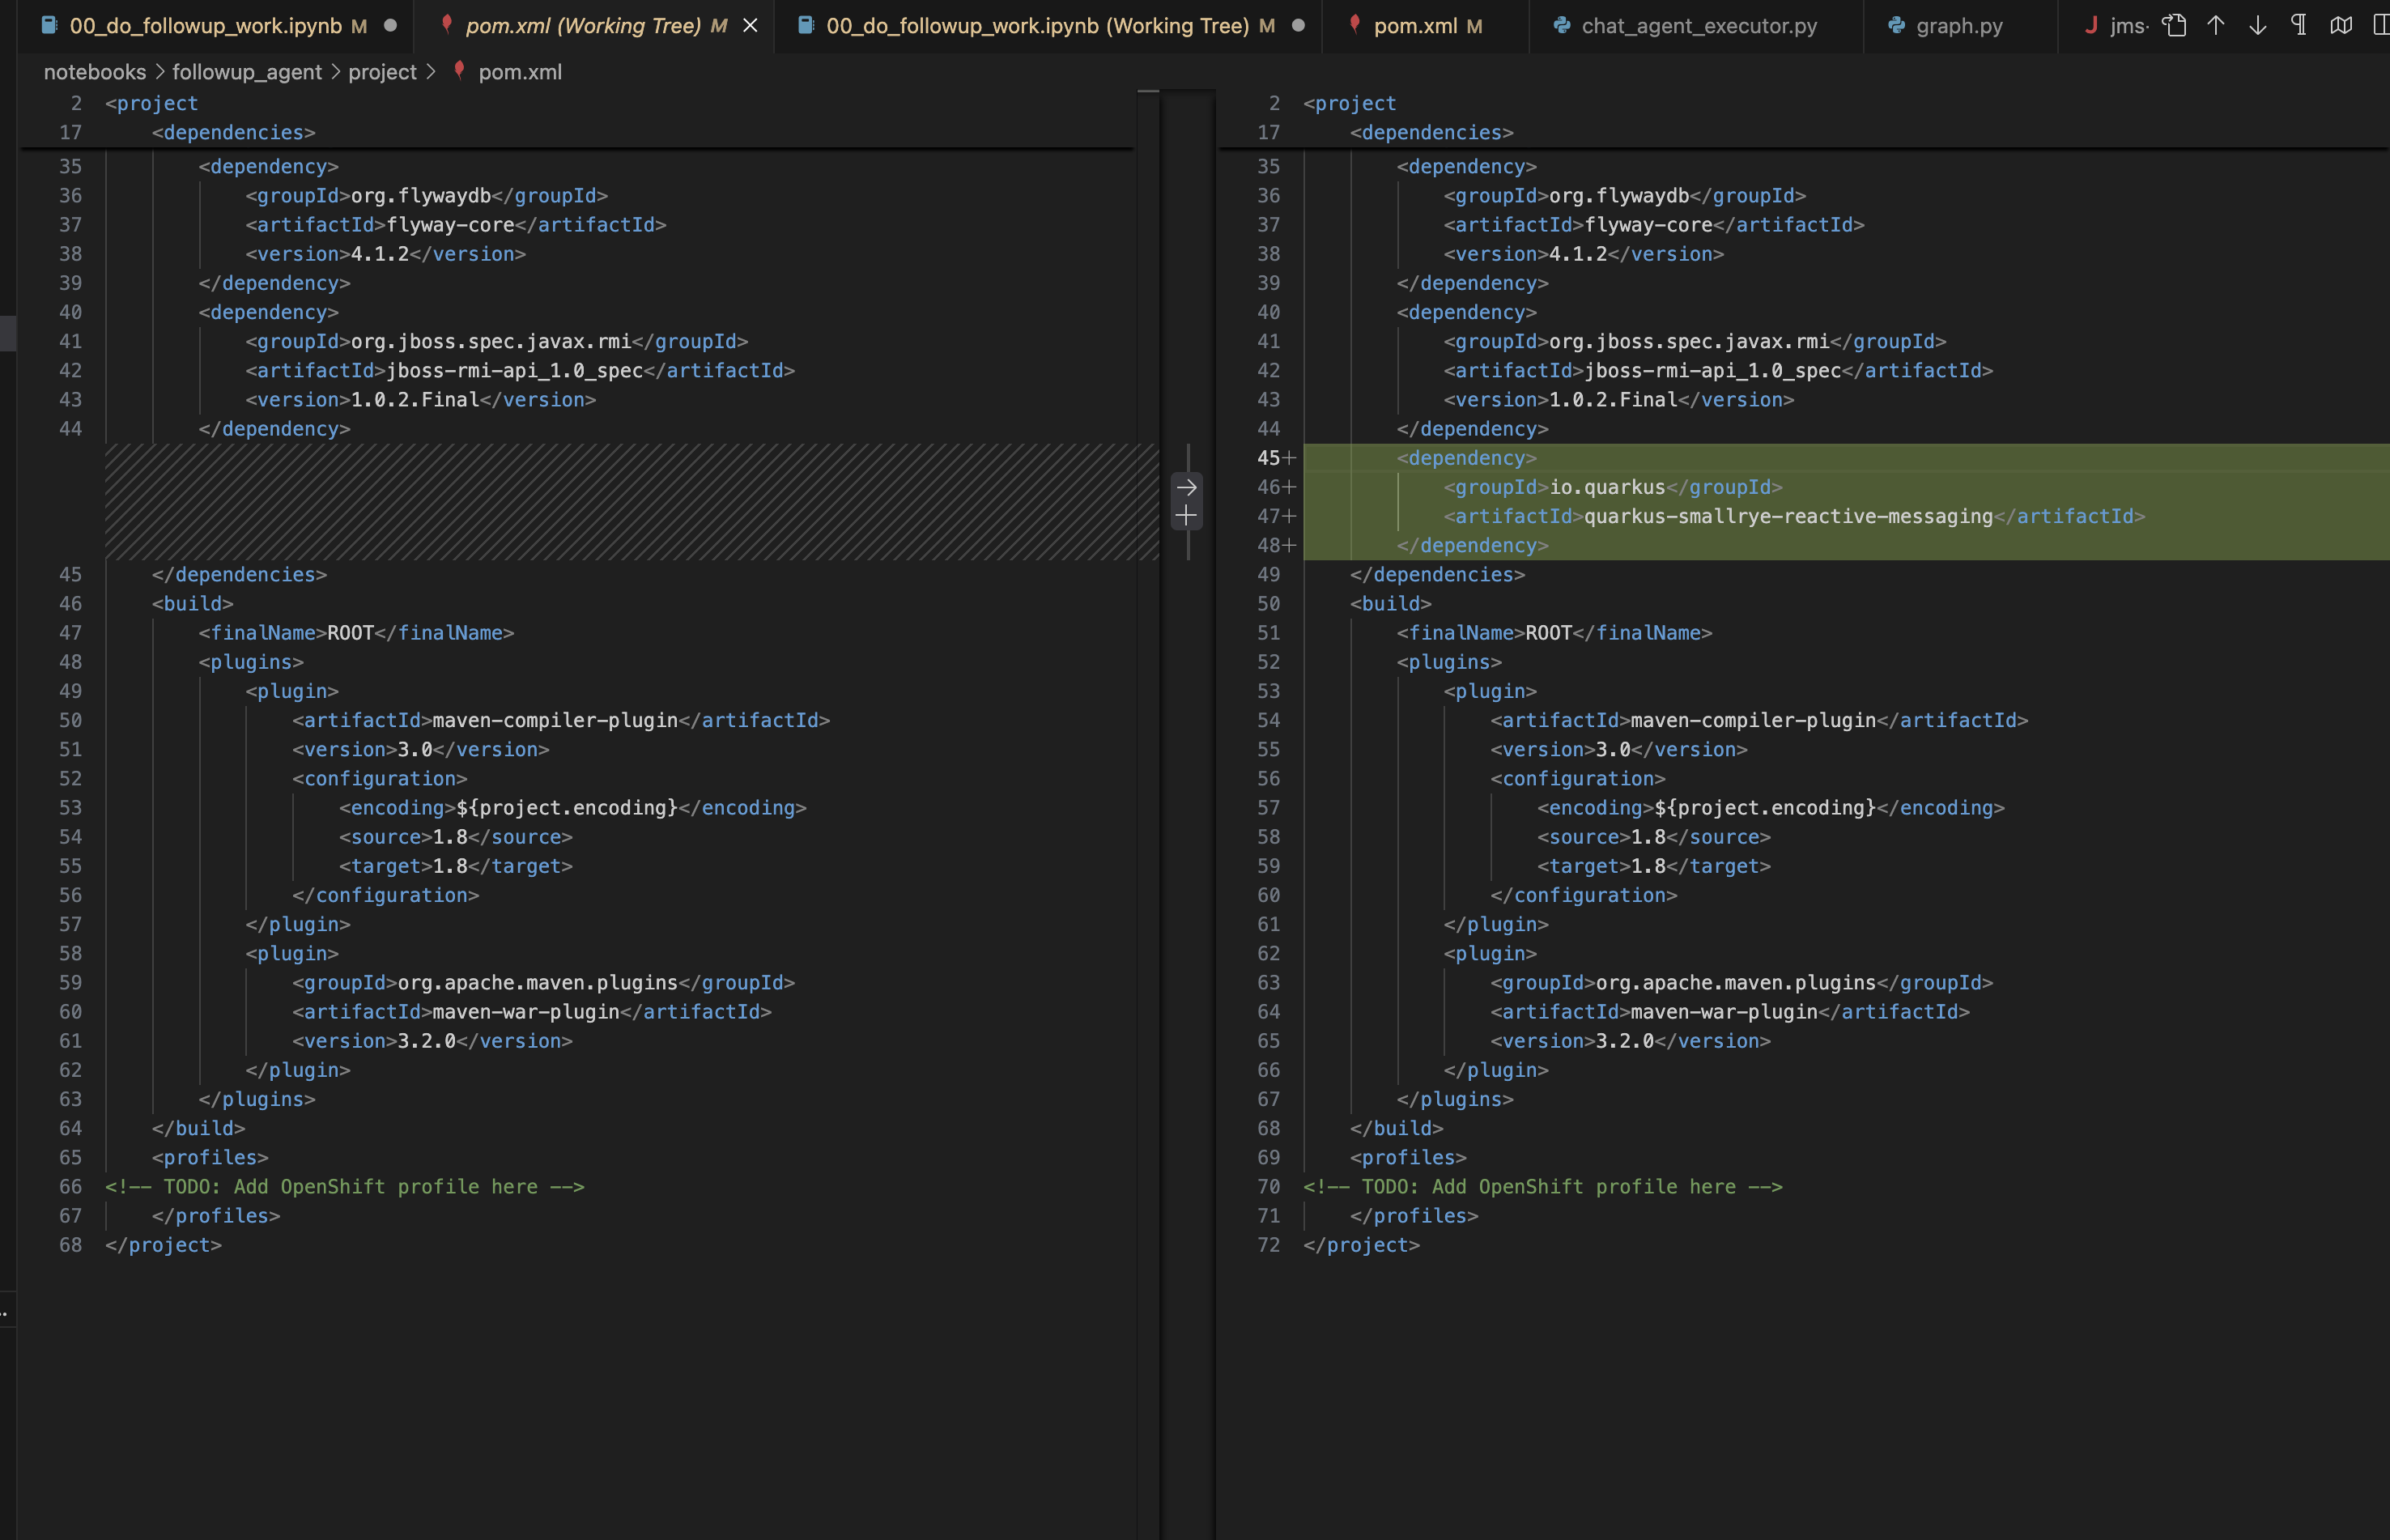 00_do_followup_work.ipynb M
pom.xml (Working Tree) M
00_do_followup_work.ipynb (Working Tree) M
pom.xml M
chat_agent_executor.py
graph.py
jms-
notebooks > followup_agent > project > pom.xml
2 <project
17 <dependencies>
35 <dependency>
36 <groupId>org.flywaydb</groupId>
37 <artifactId>flyway-core</artifactId>
38 <version>4.1.2</version>
39 </dependency>
40 <dependency>
41 <groupId>org.jboss.spec.javax.rmi</groupId>
42 <artifactId>jboss-rmi-api_1.0_spec</artifactId>
43 <version>1.0.2.Final</version>
44 </dependency>
45 </dependencies>
46 <build>
47 <finalName>ROOT</finalName>
48 <plugins>
49 <plugin>
50 <artifactId>maven-compiler-plugin</artifactId>
51 <version>3.0</version>
52 <configuration>
53 <encoding>${project.encoding}</encoding>
54 <source>1.8</source>
55 <target>1.8</target>
56 </configuration>
57 </plugin>
58 <plugin>
59 <groupId>org.apache.maven.plugins</groupId>
60 <artifactId>maven-war-plugin</artifactId>
61 <version>3.2.0</version>
62 </plugin>
63 </plugins>
64 </build>
65 <profiles>
66 <!-- TODO: Add OpenShift profile here -->
67 </profiles>
68 </project>
2 <project
17 <dependencies>
35 <dependency>
36 <groupId>org.flywaydb</groupId>
37 <artifactId>flyway-core</artifactId>
38 <version>4.1.2</version>
39 </dependency>
40 <dependency>
41 <groupId>org.jboss.spec.javax.rmi</groupId>
42 <artifactId>jboss-rmi-api_1.0_spec</artifactId>
43 <version>1.0.2.Final</version>
44 </dependency>
45+ <dependency>
46+ <groupId>io.quarkus</groupId>
47+ <artifactId>quarkus-smallrye-reactive-messaging</artifactId>
48+ </dependency>
49 </dependencies>
50 <build>
51 <finalName>ROOT</finalName>
52 <plugins>
53 <plugin>
54 <artifactId>maven-compiler-plugin</artifactId>
55 <version>3.0</version>
56 <configuration>
57 <encoding>${project.encoding}</encoding>
58 <source>1.8</source>
59 <target>1.8</target>
60 </configuration>
61 </plugin>
62 <plugin>
63 <groupId>org.apache.maven.plugins</groupId>
64 <artifactId>maven-war-plugin</artifactId>
65 <version>3.2.0</version>
66 </plugin>
67 </plugins>
68 </build>
69 <profiles>
70 <!-- TODO: Add OpenShift profile here -->
71 </profiles>
72 </project>